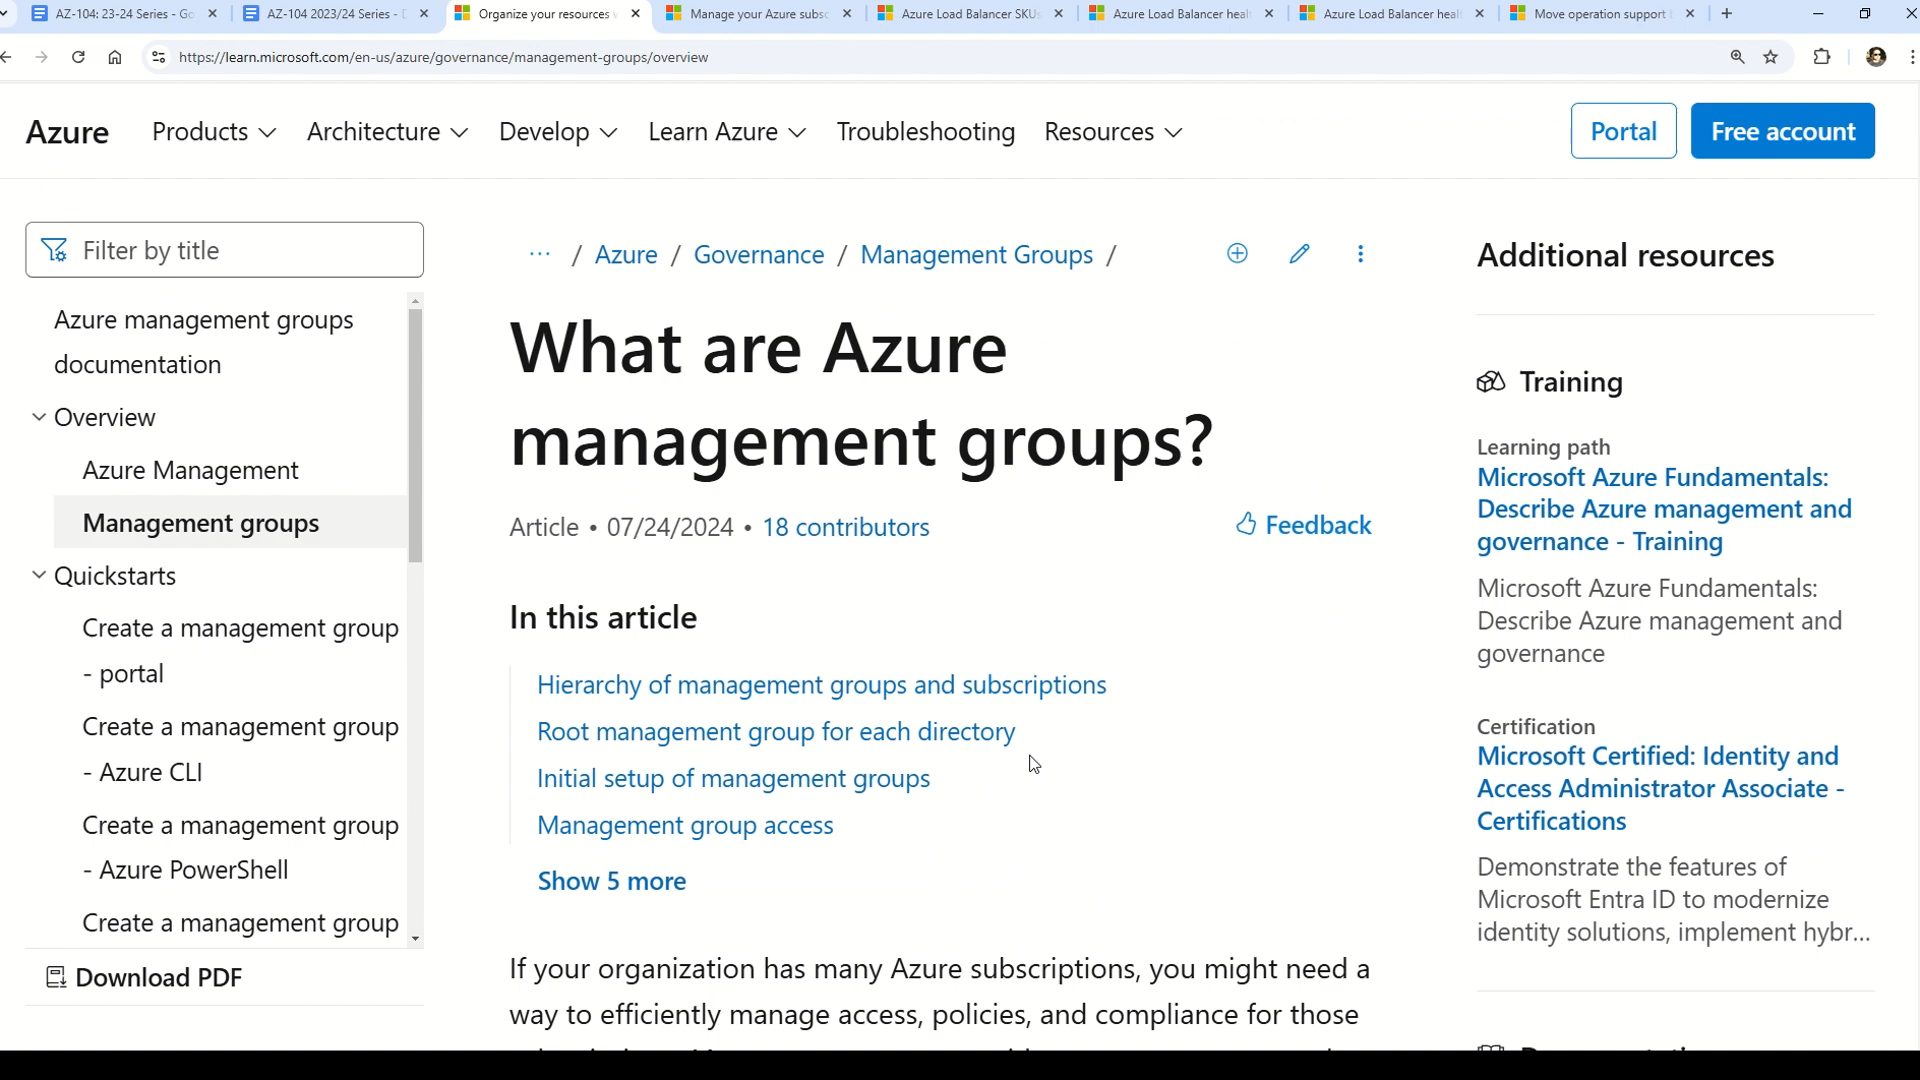 AZ-104: 23-24 Series - Go
AZ-104 2023/24 Series -
Organize your resources
Manage your Azure subsc
Azure Load Balancer SKUs
Azure Load Balancer heal
Azure Load Balancer heal
Move operation support
https://learn.microsoft.com/en-us/azure/governance/management-groups/overview
Azure
Products
Architecture
Develop
Learn Azure
Troubleshooting
Resources
Portal
Free account
Filter by title
Azure management groups
documentation
Overview
Azure Management
Management groups
Quickstarts
Create a management group
- portal
Create a management group
- Azure CLI
Create a management group
- Azure PowerShell
Create a management group
Download PDF
... / Azure / Governance / Management Groups /
What are Azure
management groups?
Article • 07/24/2024 • 18 contributors
Feedback
In this article
Hierarchy of management groups and subscriptions
Root management group for each directory
Initial setup of management groups
Management group access
Show 5 more
If your organization has many Azure subscriptions, you might need a
way to efficiently manage access, policies, and compliance for those
Additional resources
Training
Learning path
Microsoft Azure Fundamentals:
Describe Azure management and
governance - Training
Microsoft Azure Fundamentals:
Describe Azure management and
governance
Certification
Microsoft Certified: Identity and
Access Administrator Associate -
Certifications
Demonstrate the features of
Microsoft Entra ID to modernize
identity solutions, implement hybr...